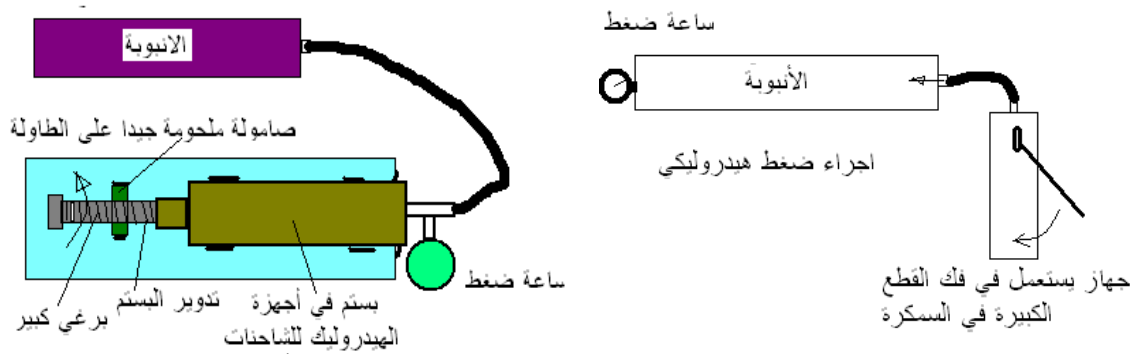 ساعة ضغط
الأنبوبة
اجراء ضغط هيدروليكي
جهاز يستعمل في فك القطع
الكبيرة في السمكرة
الانبوبة
صامولة ملحومة جيدا على الطاولة
ساعة ضغط
بستم في أجهزة
الهيدروليك للشاحنات
تدوير البستم
برغي كبير